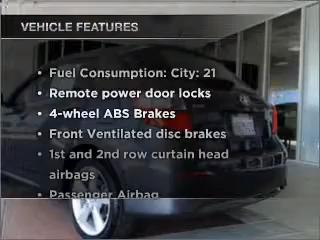 VEHICLE FEATURES
• Fuel Consumption: City: 21
• Remote power door locks
• 4-wheel ABS Brakes
• Front Ventilated disc brakes
• 1st and 2nd row curtain head
airbags
• Passenger Airbag